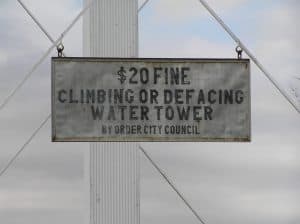 $20 FINE
CLIMBING OR DEFACING
WATER TOWER
BY ORDER CITY COUNCIL